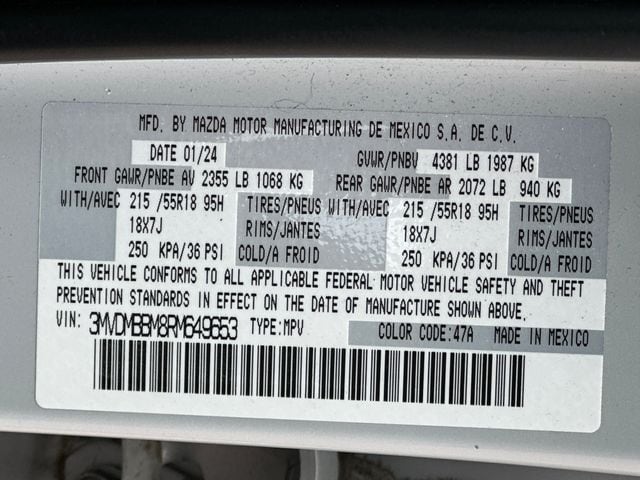 MFD. BY MAZDA MOTOR MANUFACTURING DE MEXICO S.A. DE C.V.
DATE 01/24 GVWR/PNBV 4381 LB 1987 KG
FRONT GAWR/PNBE AV 2355 LB 1068 KG REAR GAWR/PNBE AR 2072 LB 940 KG
WITH/AVEC 215 /55R18 95H TIRES/PNEUS WITH/AVEC 215 /55R18 95H TIRES/PNEUS
18X7J RIMS/JANTES 18X7J RIMS/JANTES
250 KPA/36 PSI COLD/A FROID 250 KPA/36 PSI COLD/A FROID
THIS VEHICLE CONFORMS TO ALL APPLICABLE FEDERAL MOTOR VEHICLE SAFETY AND THEFT
PREVENTION STANDARDS IN EFFECT ON THE DATE OF MANUFACTURE SHOWN ABOVE.
VIN: 3MVDMBBM8RM649653 TYPE:MPV COLOR CODE:47A MADE IN MEXICO